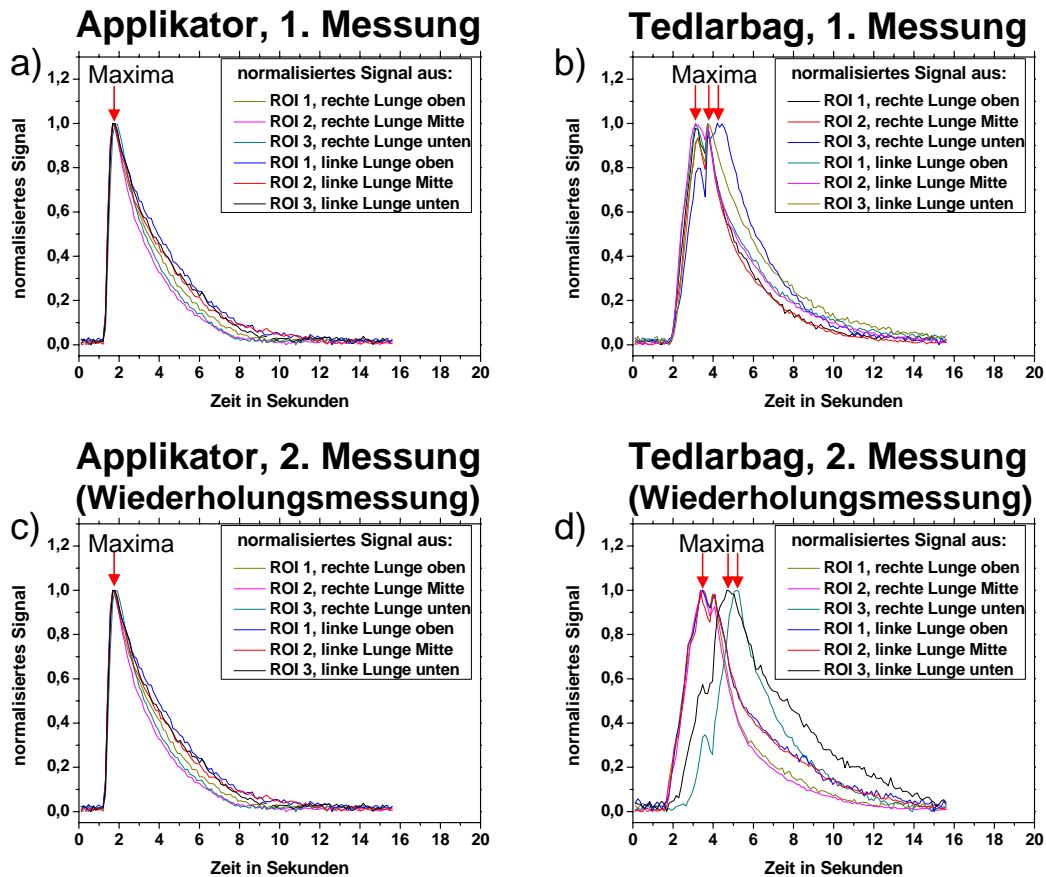 Applikator, 1. Messung
a)
Maxima
normalisiertes Signal aus:
ROI 1, rechte Lunge oben
ROI 2, rechte Lunge Mitte
ROI 3, rechte Lunge unten
ROI 1, linke Lunge oben
ROI 2, linke Lunge Mitte
ROI 3, linke Lunge unten
normalisiertes Signal
1,2
1,0
0,8
0,6
0,4
0,2
0,0
0 2 4 6 8 10 12 14 16 18 20
Zeit in Sekunden
Tedlarbag, 1. Messung
b)
Maxima
normalisiertes Signal aus:
ROI 1, rechte Lunge oben
ROI 2, rechte Lunge Mitte
ROI 3, rechte Lunge unten
ROI 1, linke Lunge oben
ROI 2, linke Lunge Mitte
ROI 3, linke Lunge unten
normalisiertes Signal
1,2
1,0
0,8
0,6
0,4
0,2
0,0
0 2 4 6 8 10 12 14 16 18 20
Zeit in Sekunden
Applikator, 2. Messung
(Wiederholungsmessung)
c)
Maxima
normalisiertes Signal aus:
ROI 1, rechte Lunge oben
ROI 2, rechte Lunge Mitte
ROI 3, rechte Lunge unten
ROI 1, linke Lunge oben
ROI 2, linke Lunge Mitte
ROI 3, linke Lunge unten
normalisiertes Signal
1,2
1,0
0,8
0,6
0,4
0,2
0,0
0 2 4 6 8 10 12 14 16 18 20
Zeit in Sekunden
Tedlarbag, 2. Messung
(Wiederholungsmessung)
d)
Maxima
normalisiertes Signal aus:
ROI 1, rechte Lunge oben
ROI 2, rechte Lunge Mitte
ROI 3, rechte Lunge unten
ROI 1, linke Lunge oben
ROI 2, linke Lunge Mitte
ROI 3, linke Lunge unten
normalisiertes Signal
1,2
1,0
0,8
0,6
0,4
0,2
0,0
0 2 4 6 8 10 12 14 16 18 20
Zeit in Sekunden